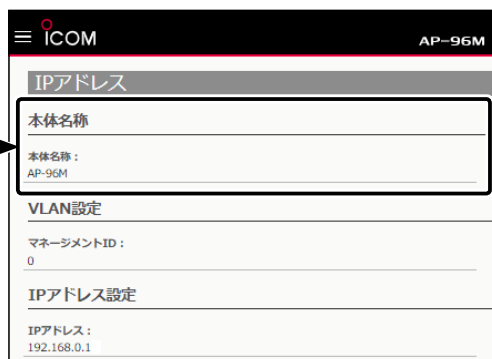 ICOM
AP-96M
IPアドレス
本体名称
本体名称：
AP-96M
VLAN設定
マネージメントID：
0
IPアドレス設定
IPアドレス：
192.168.0.1